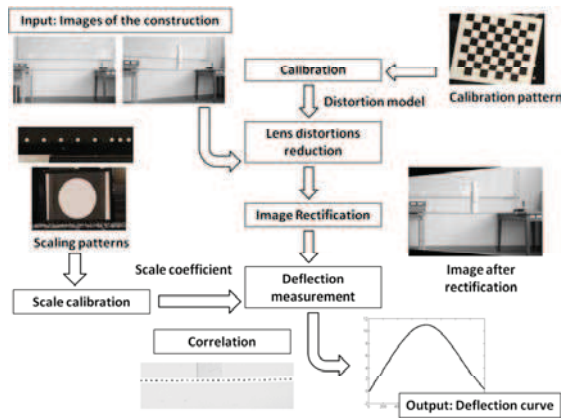 Input: Images of the construction
Calibration
Calibration pattern
Distortion model
Lens distortions
reduction
Image Rectification
Scaling patterns
Image after
rectification
Scale coefficient
Scale calibration
Deflection
measurement
Correlation
Output: Deflection curve